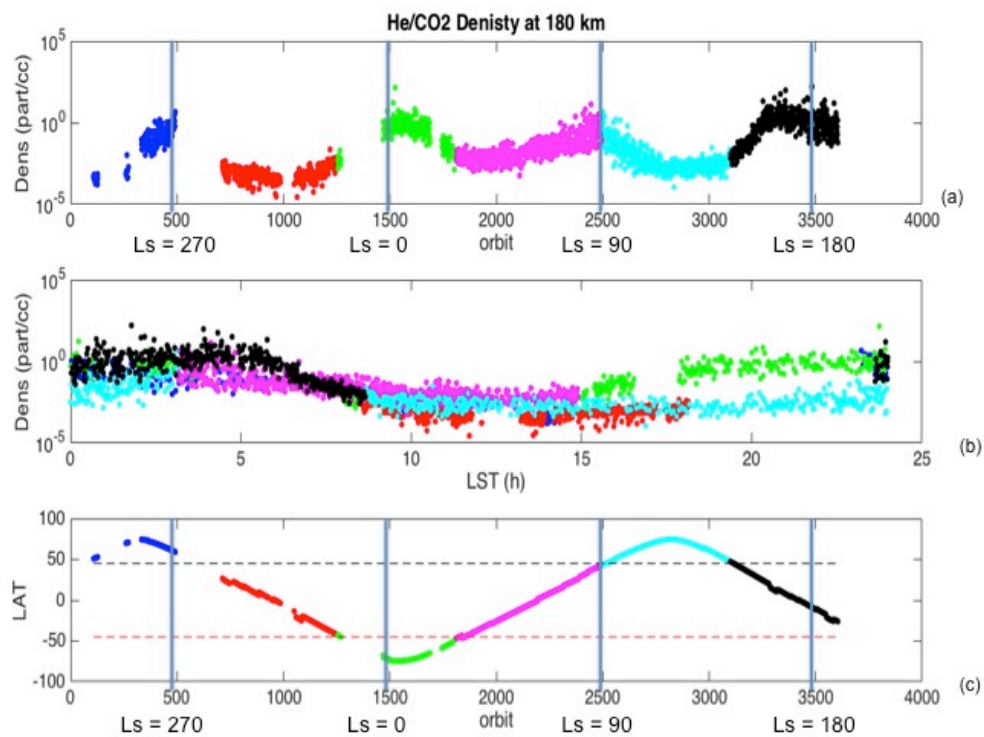 He/CO2 Denisty at 180 km
Dens (part/cc)
10^5
10^0
10^-5
0 500 1000 1500 2000 2500 3000 3500 4000
orbit
Ls = 270 Ls = 0 Ls = 90 Ls = 180
(a)
Dens (part/cc)
10^5
10^0
10^-5
0 5 10 15 20 25
LST (h)
(b)
LAT
100
50
0
-50
-100
0 500 1000 1500 2000 2500 3000 3500 4000
orbit
Ls = 270 Ls = 0 Ls = 90 Ls = 180
(c)